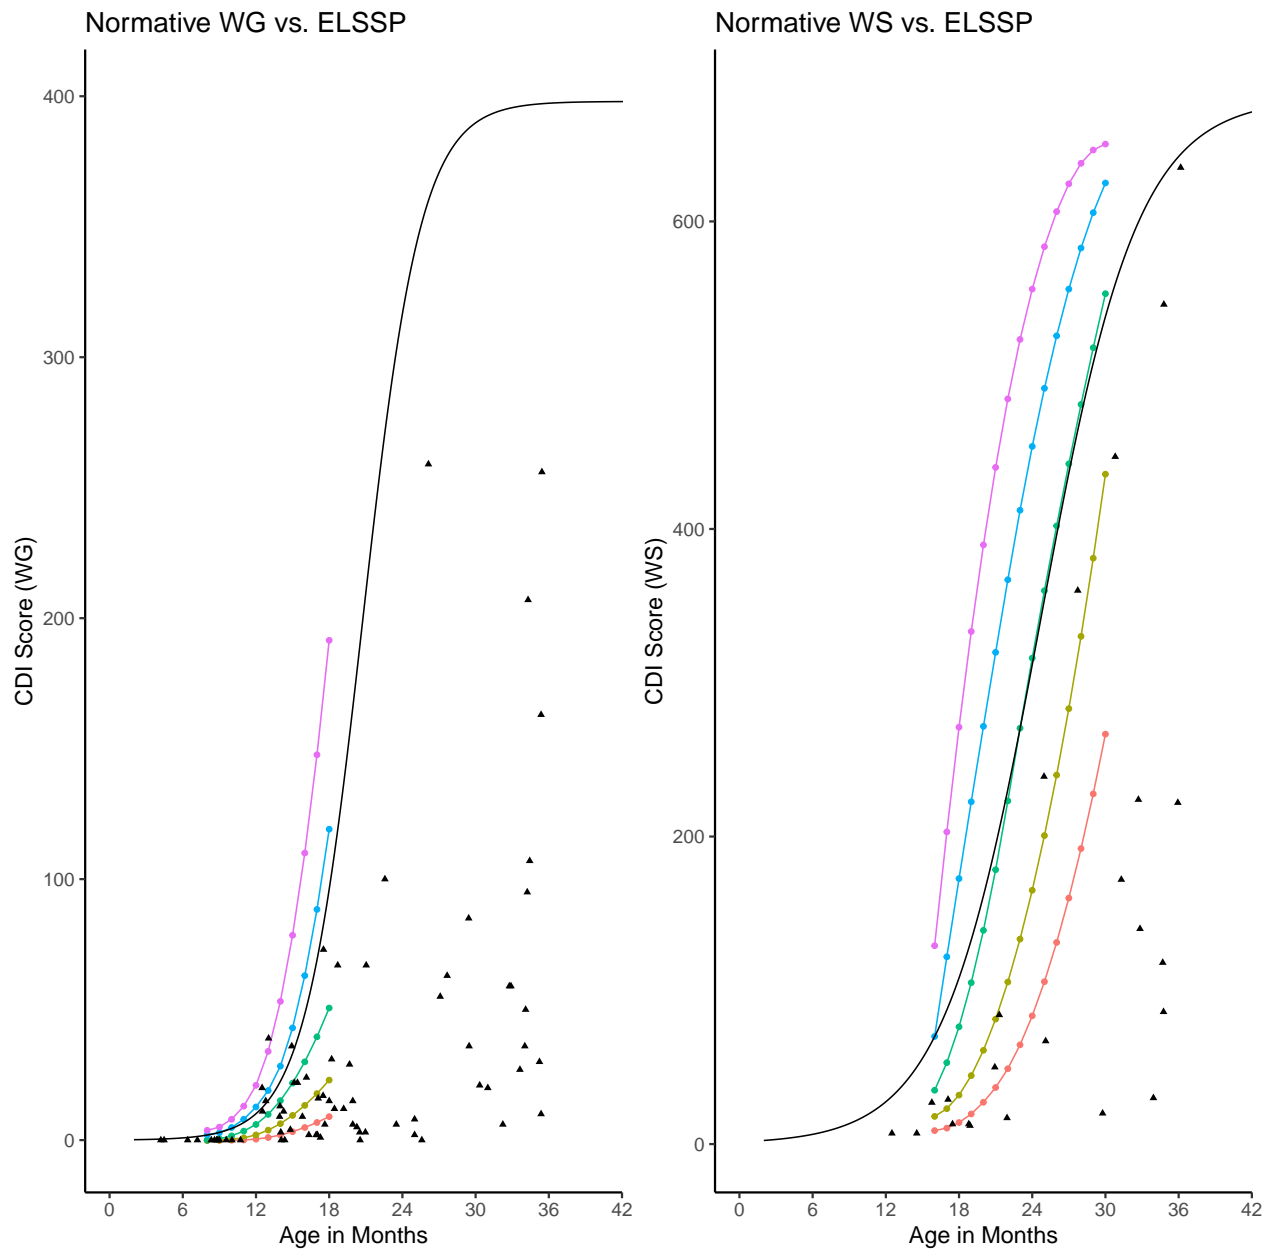 Normative WG vs. ELSSP
CDI Score (WG)
400
300
200
100
0
0 6 12 18 24 30 36 42
Age in Months
Normative WS vs. ELSSP
CDI Score (WS)
600
400
200
0
0 6 12 18 24 30 36 42
Age in Months